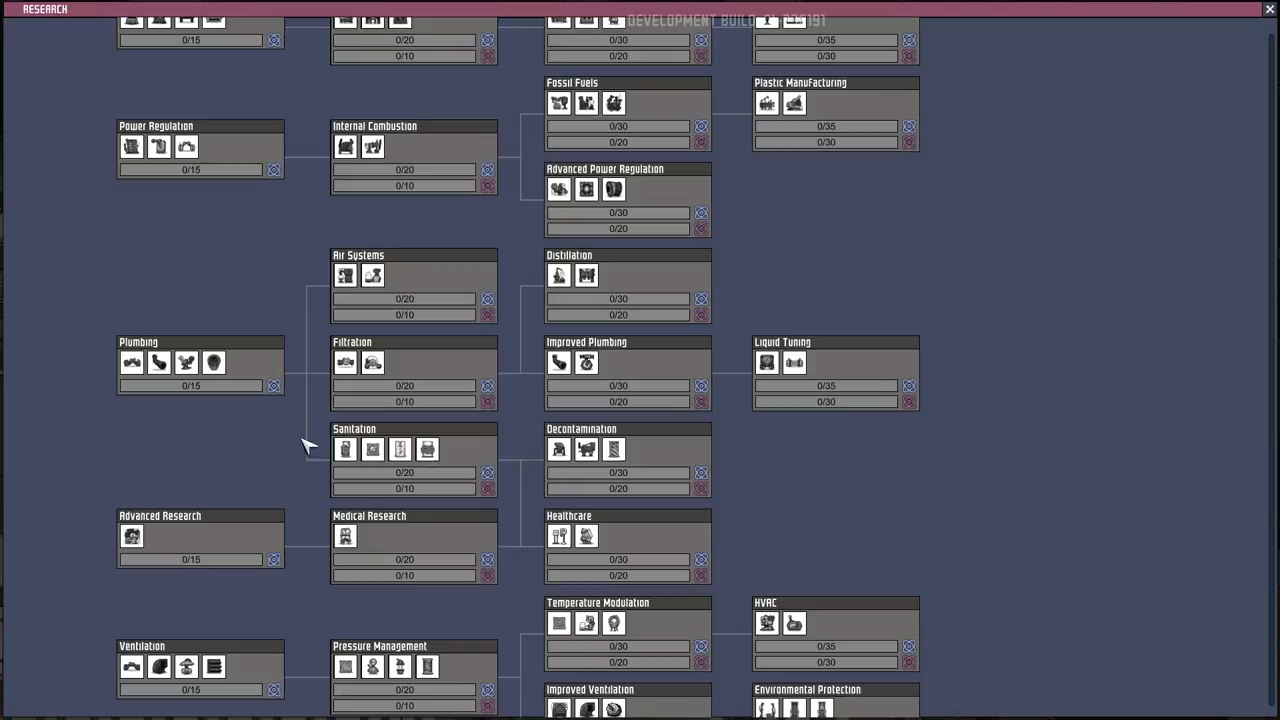 RESEARCH
DEVELOPMENT BUILD
0/15
0/20
0/10
0/30
0/20
0/35
0/30
Fossil Fuels
0/30
0/20
Plastic Manufacturing
0/35
0/30
Power Regulation
0/15
Internal Combustion
0/20
0/10
Advanced Power Regulation
0/30
0/20
Air Systems
0/20
0/10
Distillation
0/30
0/20
Plumbing
0/15
Filtration
0/20
0/10
Improved Plumbing
0/30
0/20
Liquid Tuning
0/35
0/30
Sanitation
0/20
0/10
Decontamination
0/30
0/20
Advanced Research
0/15
Medical Research
0/20
0/10
Healthcare
0/30
0/20
Temperature Modulation
0/30
0/20
HVAC
0/35
0/30
Ventilation
0/15
Pressure Management
0/20
0/10
Improved Ventilation
Environmental Protection